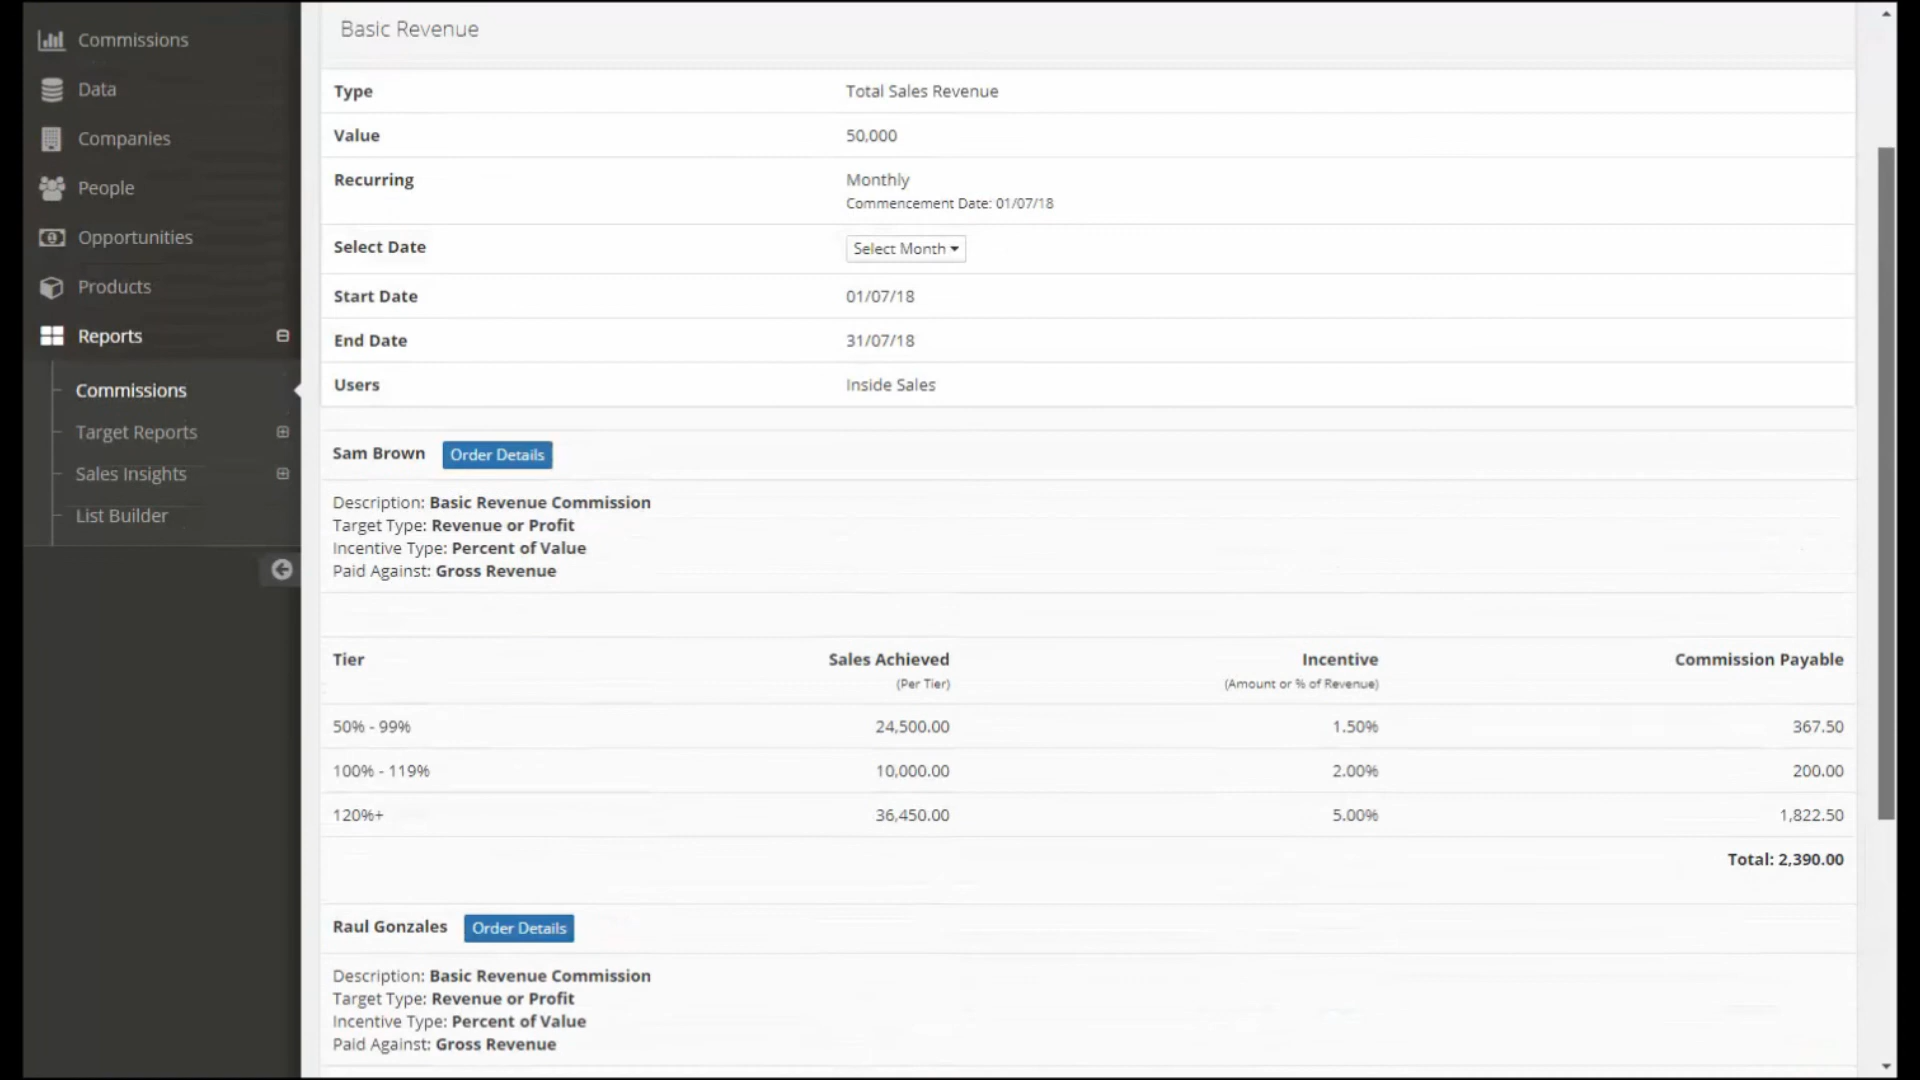 Commissions
Data
Companies
People
Opportunities
Products
Reports
Commissions
Target Reports
Sales Insights
List Builder
Basic Revenue
Type Total Sales Revenue
Value 50,000
Recurring Monthly
Commencement Date: 01/07/18
Select Date Select Month
Start Date 01/07/18
End Date 31/07/18
Users Inside Sales
Sam Brown Order Details
Description: Basic Revenue Commission
Target Type: Revenue or Profit
Incentive Type: Percent of Value
Paid Against: Gross Revenue
Tier Sales Achieved Incentive Commission Payable
(Per Tier) (Amount or % of Revenue)
50% - 99% 24,500.00 1.50% 367.50
100% - 119% 10,000.00 2.00% 200.00
120%+ 36,450.00 5.00% 1,822.50
Total: 2,390.00
Raul Gonzales Order Details
Description: Basic Revenue Commission
Target Type: Revenue or Profit
Incentive Type: Percent of Value
Paid Against: Gross Revenue